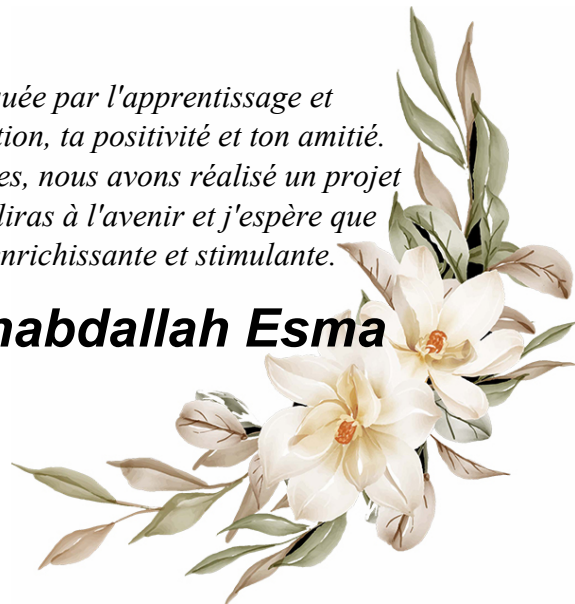 uée par l'apprentissage et
tion, ta positivité et ton amitié.
es, nous avons réalisé un projet
liras à l'avenir et j'espère que
nrichissante et stimulante.
nabdallah Esma